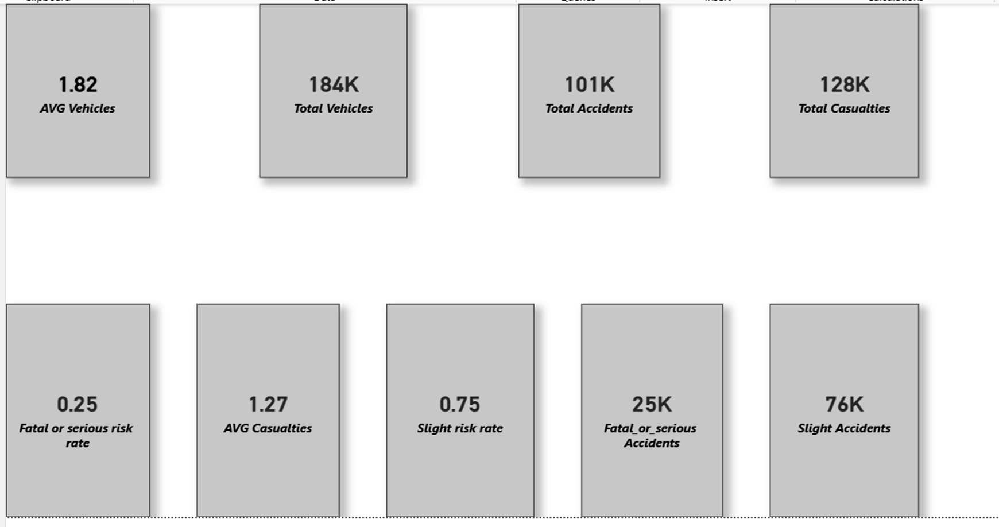 1.82
AVG Vehicles
184K
Total Vehicles
101K
Total Accidents
128K
Total Casualties
0.25
Fatal or serious risk
rate
1.27
AVG Casualties
0.75
Slight risk rate
25K
Fatal_or_serious
Accidents
76K
Slight Accidents